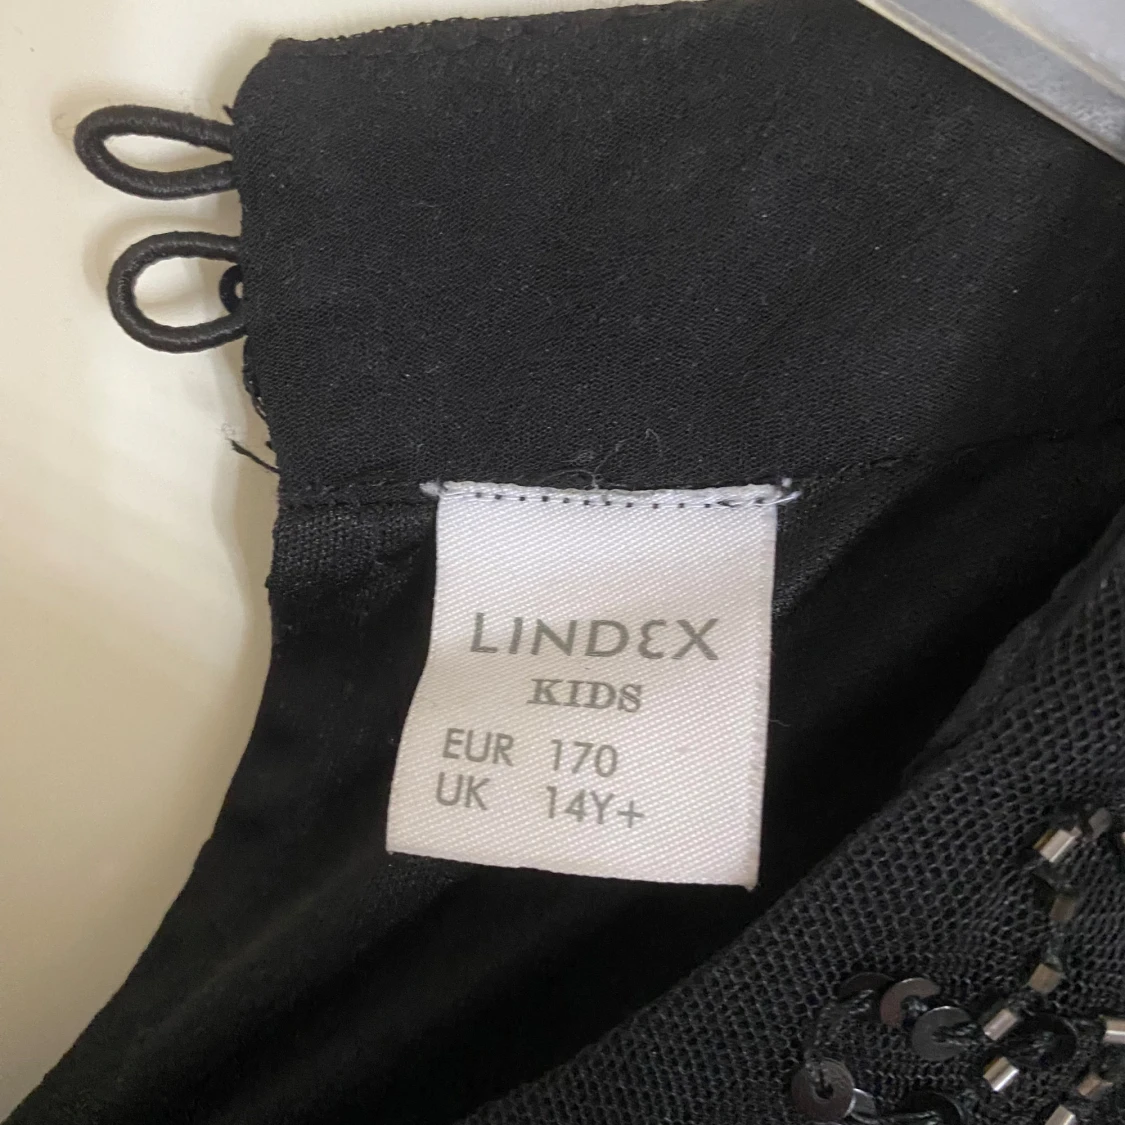 LINDEX
KIDS
EUR 170
UK 14Y+